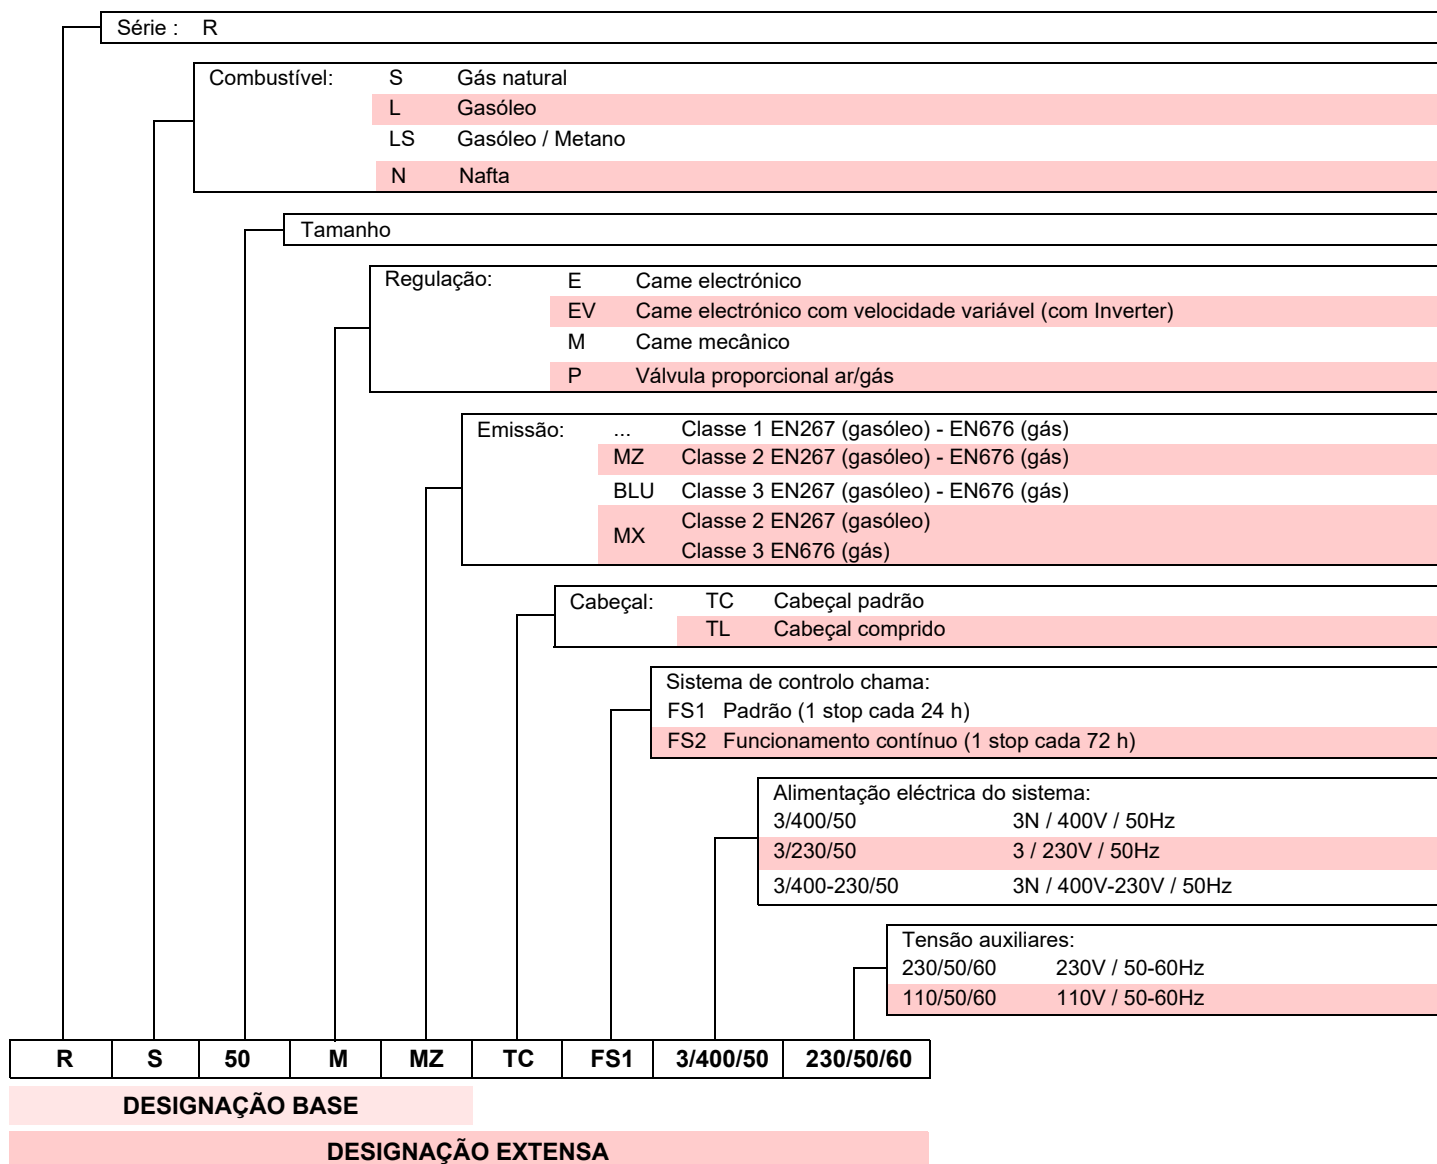 Série : R
Combustível: S Gás natural
L Gasóleo
LS Gasóleo / Metano
N Nafta
Tamanho
Regulação: E Came electrónico
EV Came electrónico com velocidade variável (com Inverter)
M Came mecânico
P Válvula proporcional ar/gás
Emissão: ... Classe 1 EN267 (gasóleo) - EN676 (gás)
MZ Classe 2 EN267 (gasóleo) - EN676 (gás)
BLU Classe 3 EN267 (gasóleo) - EN676 (gás)
MX Classe 2 EN267 (gasóleo)
Classe 3 EN676 (gás)
Cabeçal: TC Cabeçal padrão
TL Cabeçal comprido
Sistema de controlo chama:
FS1 Padrão (1 stop cada 24 h)
FS2 Funcionamento contínuo (1 stop cada 72 h)
Alimentação eléctrica do sistema:
3/400/50 3N / 400V / 50Hz
3/230/50 3 / 230V / 50Hz
3/400-230/50 3N / 400V-230V / 50Hz
Tensão auxiliares:
230/50/60 230V / 50-60Hz
110/50/60 110V / 50-60Hz
R S 50 M MZ TC FS1 3/400/50 230/50/60
DESIGNAÇÃO BASE
DESIGNAÇÃO EXTENSA